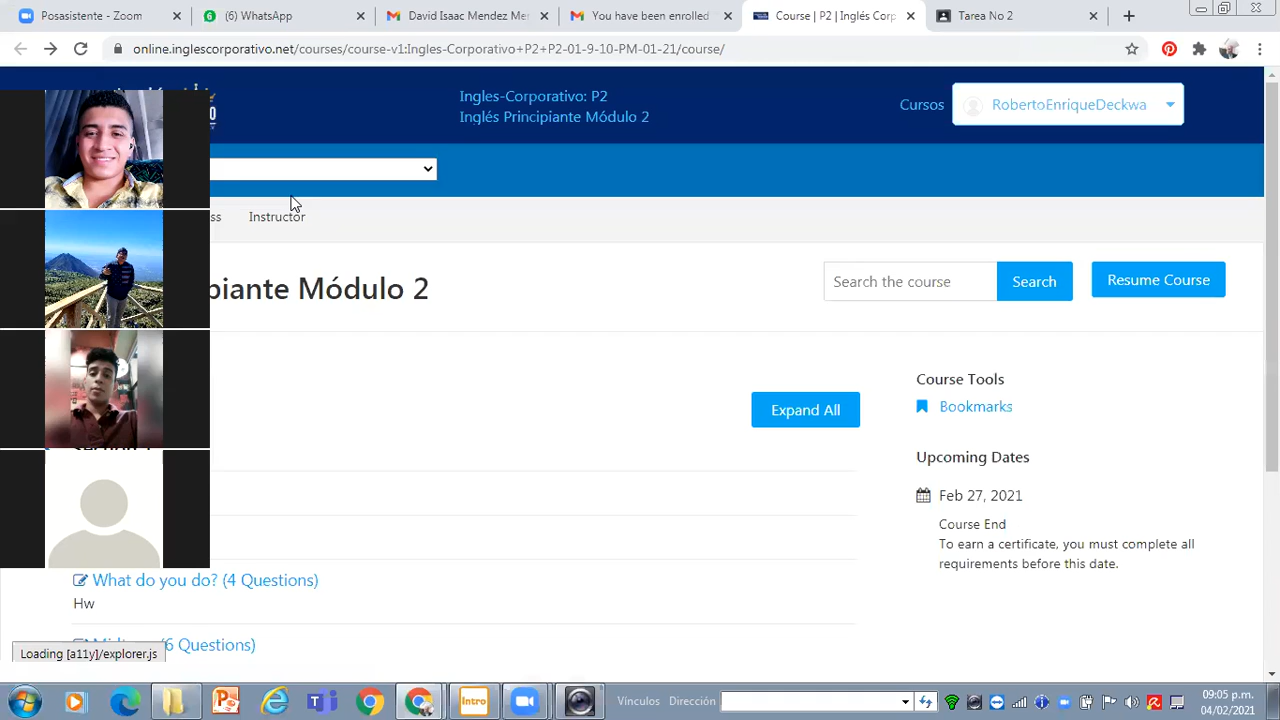 Posasistente - Zoom
(6) WhatsApp
David Isaac Mendez Me
You have been enrolled
Course | P2 | Inglés Corp
Tarea No 2
online.inglescorporativo.net/courses/course-v1:Ingles-Corporativo+P2+P2-01-9-10-PM-01-21/course/
Ingles-Corporativo: P2
Inglés Principiante Módulo 2
Cursos
RobertoEnriqueDeckwa
ss
Instructor
piante Módulo 2
Search the course
Search
Resume Course
Expand All
Course Tools
Bookmarks
Upcoming Dates
Feb 27, 2021
Course End
To earn a certificate, you must complete all
requirements before this date.
What do you do? (4 Questions)
Hw
(6 Questions)
Loading [a11y]/explorer.js
Intro
Vínculos
Dirección
09:05 p.m.
04/02/2021